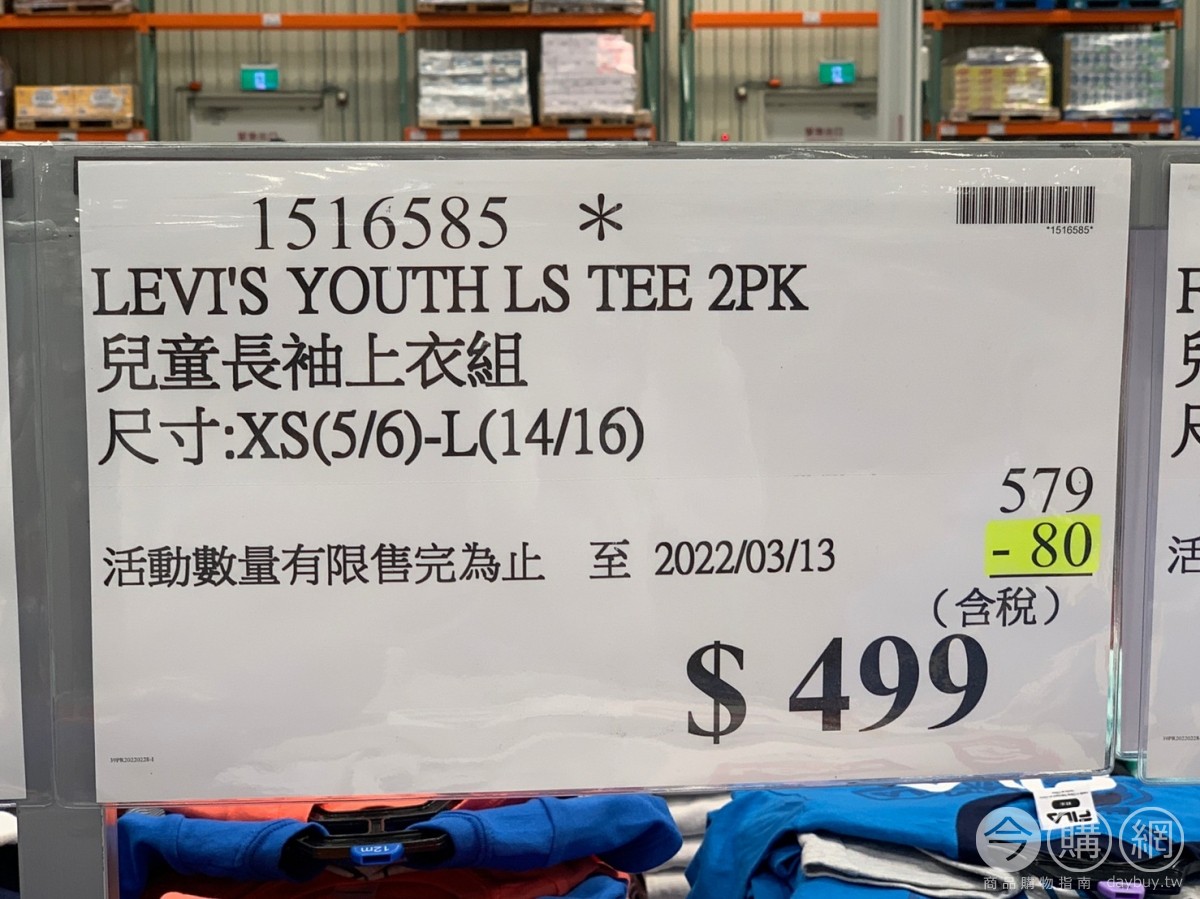 1516585 *
*1516585*
LEVI'S YOUTH LS TEE 2PK
兒童長袖上衣組
尺寸:XS(5/6)-L(14/16)
579
- 80
活動數量有限售完為止 至 2022/03/13
(含稅)
$ 499
12m
FILA
今購網
商品購物指南 daybuy.tw